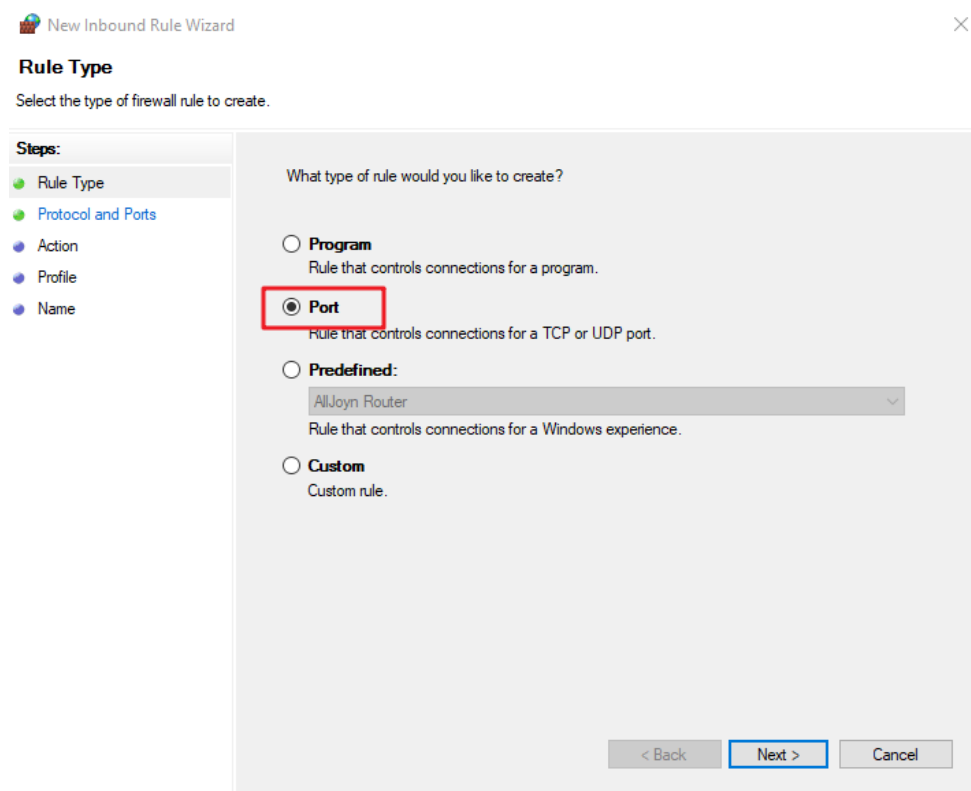 New Inbound Rule Wizard
Rule Type
Select the type of firewall rule to create.
Steps:
Rule Type
Protocol and Ports
Action
Profile
Name
What type of rule would you like to create?
Program
Rule that controls connections for a program.
Port
Rule that controls connections for a TCP or UDP port.
Predefined:
AllJoyn Router
Rule that controls connections for a Windows experience.
Custom
Custom rule.
< Back
Next >
Cancel